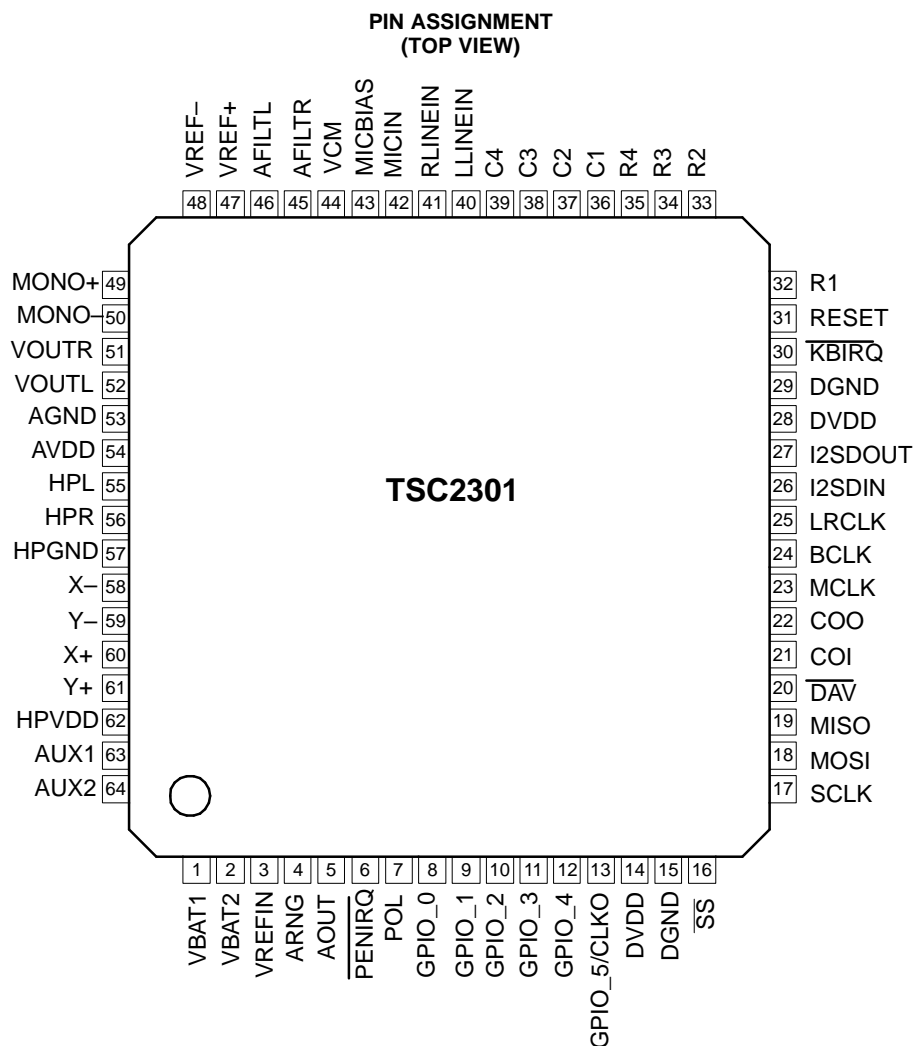 PIN ASSIGNMENT
(TOP VIEW)
VREF–
VREF+
AFILTL
AFILTR
VCM
MICBIAS
MICIN
RLINEIN
LLINEIN
C4
C3
C2
C1
R4
R3
R2
48 47 46 45 44 43 42 41 40 39 38 37 36 35 34 33
MONO+ 49
MONO– 50
VOUTR 51
VOUTL 52
AGND 53
AVDD 54
HPL 55
HPR 56
HPGND 57
X– 58
Y– 59
X+ 60
Y+ 61
HPVDD 62
AUX1 63
AUX2 64
TSC2301
32 R1
31 RESET
30 KBIRQ
29 DGND
28 DVDD
27 I2SDOUT
26 I2SDIN
25 LRCLK
24 BCLK
23 MCLK
22 COO
21 COI
20 DAV
19 MISO
18 MOSI
17 SCLK
1 2 3 4 5 6 7 8 9 10 11 12 13 14 15 16
VBAT1
VBAT2
VREFIN
ARNG
AOUT
PENIRQ
POL
GPIO_0
GPIO_1
GPIO_2
GPIO_3
GPIO_4
GPIO_5/CLKO
DVDD
DGND
SS